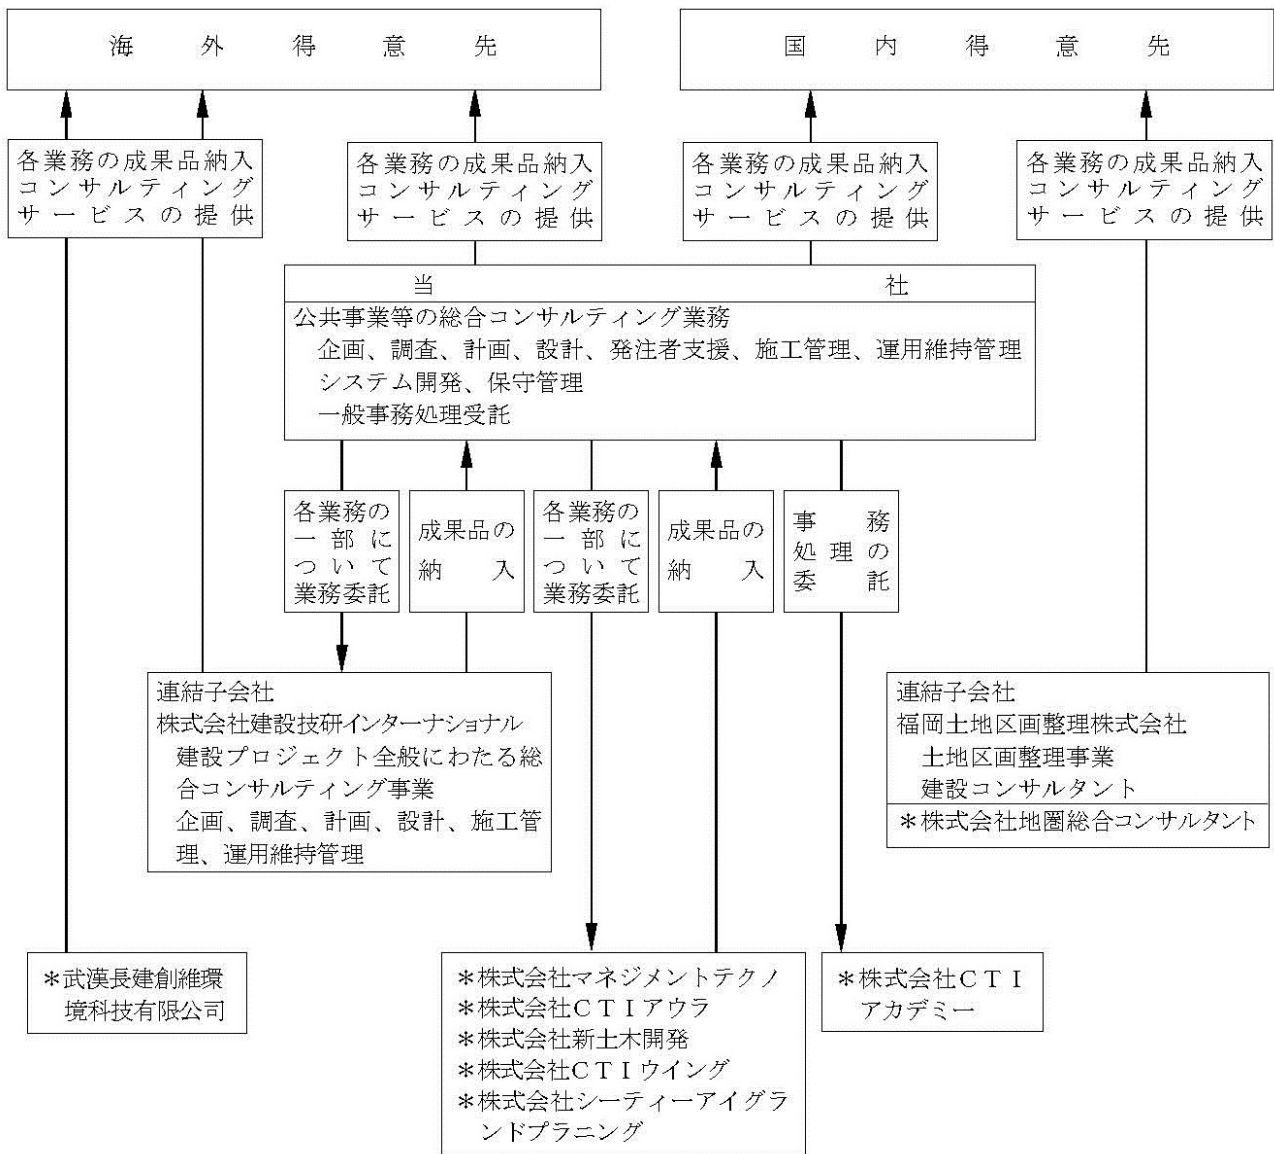 海外得意先
国内得意先
各業務の成果品納入
コンサルティング
サービスの提供
各業務の成果品納入
コンサルティング
サービスの提供
各業務の成果品納入
コンサルティング
サービスの提供
各業務の成果品納入
コンサルティング
サービスの提供
当社
公共事業等の総合コンサルティング業務
企画、調査、計画、設計、発注者支援、施工管理、運用維持管理
システム開発、保守管理
一般事務処理受託
各業務の
一部に
ついて
業務委託
成果品の
納入
各業務の
一部に
ついて
業務委託
成果品の
納入
事務
処理の
委託
連結子会社
株式会社建設技研インターナショナル
建設プロジェクト全般にわたる総
合コンサルティング事業
企画、調査、計画、設計、施工管
理、運用維持管理
連結子会社
福岡土地区画整理株式会社
土地区画整理事業
建設コンサルタント
＊株式会社地圏総合コンサルタント
＊武漢長建創維環
境科技有限公司
＊株式会社マネジメントテクノ
＊株式会社ＣＴＩアウラ
＊株式会社新土木開発
＊株式会社ＣＴＩウイング
＊株式会社シーティーアイグラ
ンドプラニング
＊株式会社ＣＴＩ
アカデミー